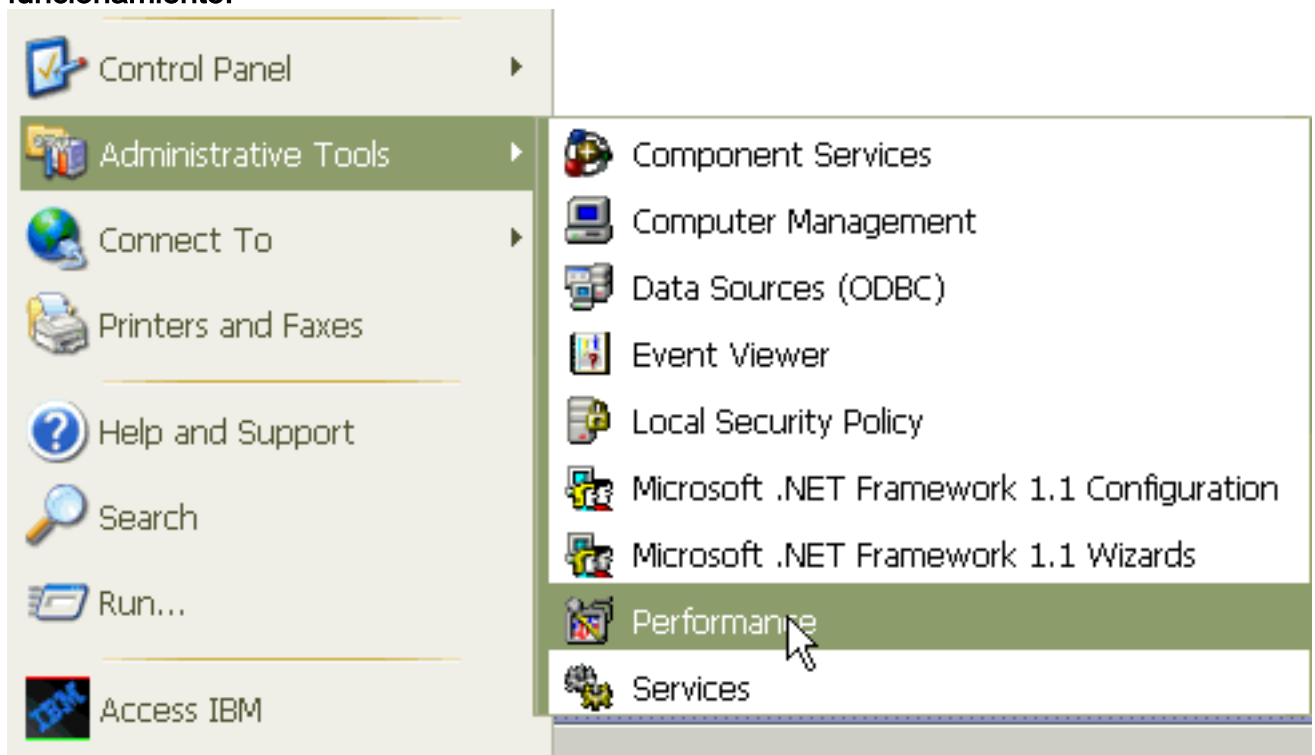 funcionamiento.
Control Panel
Administrative Tools
Connect To
Printers and Faxes
Help and Support
Search
Run...
Access IBM
Component Services
Computer Management
Data Sources (ODBC)
Event Viewer
Local Security Policy
Microsoft .NET Framework 1.1 Configuration
Microsoft .NET Framework 1.1 Wizards
Performance
Services
IBM